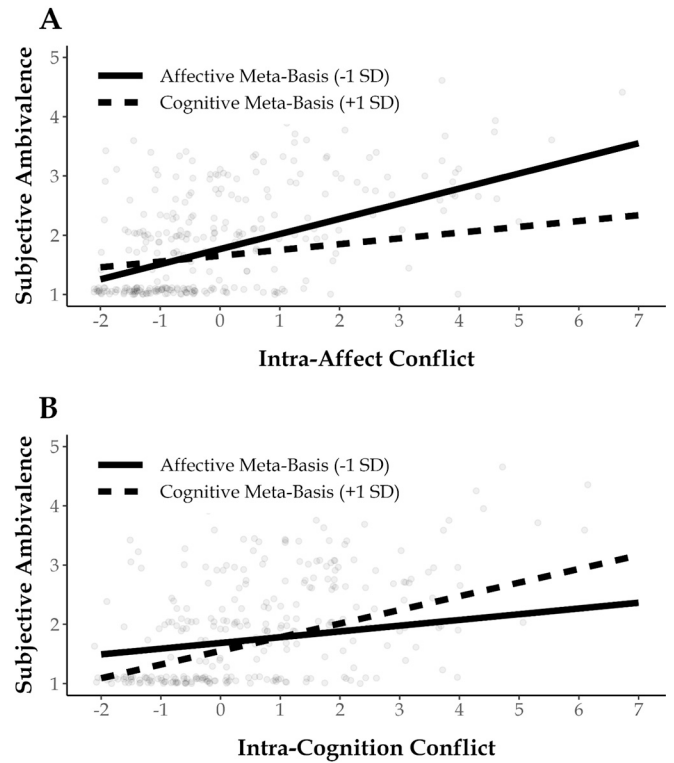 A
Subjective Ambivalence
5
4
3
2
1
Affective Meta-Basis (-1 SD)
Cognitive Meta-Basis (+1 SD)
-2 -1 0 1 2 3 4 5 6 7
Intra-Affect Conflict
B
Subjective Ambivalence
5
4
3
2
1
Affective Meta-Basis (-1 SD)
Cognitive Meta-Basis (+1 SD)
-2 -1 0 1 2 3 4 5 6 7
Intra-Cognition Conflict